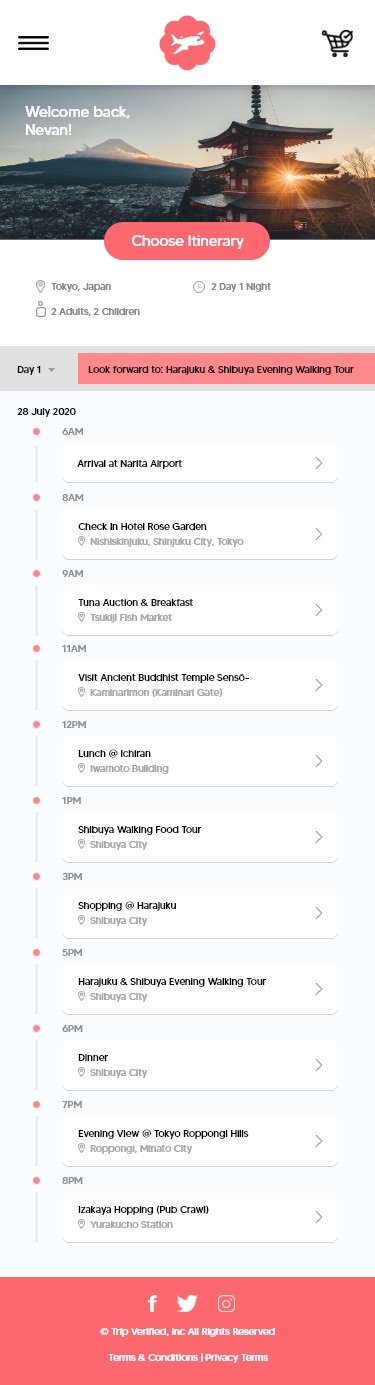 Welcome back,
Nevan!
Choose Itinerary
Tokyo, Japan
2 Day 1 Night
2 Adults, 2 Children
Day 1
Look forward to: Harajuku & Shibuya Evening Walking Tour
28 July 2020
6AM
Arrival at Narita Airport
8AM
Check in Hotel Rose Garden
Nishiskinjuku, Shinjuku City, Tokyo
9AM
Tuna Auction & Breakfast
Tsukiji Fish Market
11AM
Visit Ancient Buddhist Temple Sensō-
Kaminarimon (Kaminari Gate)
12PM
Lunch @ Ichiran
Iwamoto Building
1PM
Shibuya Walking Food Tour
Shibuya City
3PM
Shopping @ Harajuku
Shibuya City
5PM
Harajuku & Shibuya Evening Walking Tour
Shibuya City
6PM
Dinner
Shibuya City
7PM
Evening View @ Tokyo Roppongi Hills
Roppongi, Minato City
8PM
Izakaya Hopping (Pub Crawl)
Yurakucho Station
© Trip Verified, Inc All Rights Reserved
Terms & Conditions | Privacy Terms